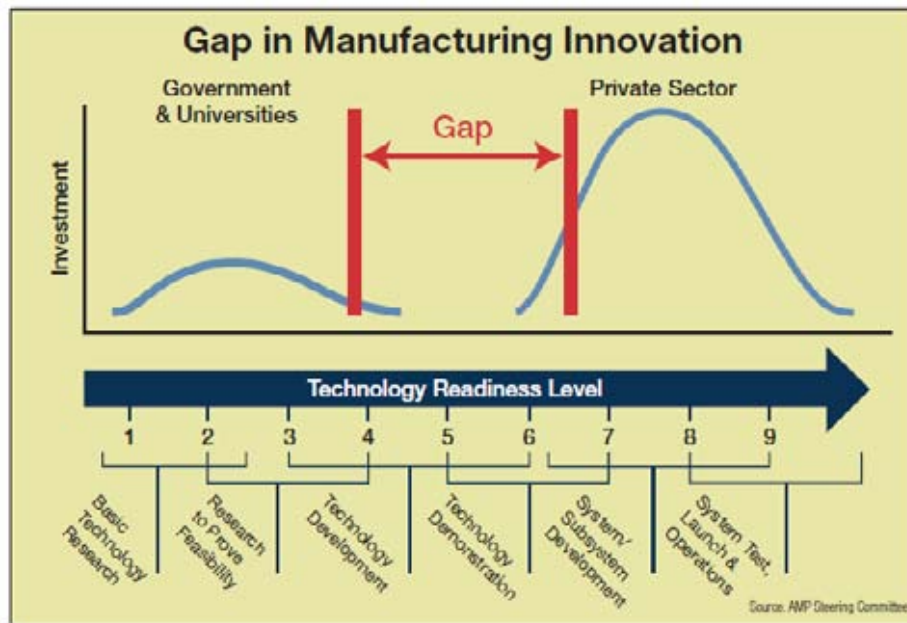 Gap in Manufacturing Innovation
Government
& Universities
Private Sector
Gap
Investment
Technology Readiness Level
1 2 3 4 5 6 7 8 9
Basic
Technology
Research
Research
to Prove
Feasibility
Technology
Development
Technology
Demonstration
System/
Subsystem
Development
System Test,
Launch &
Operations
Source: AMP Steering Committee